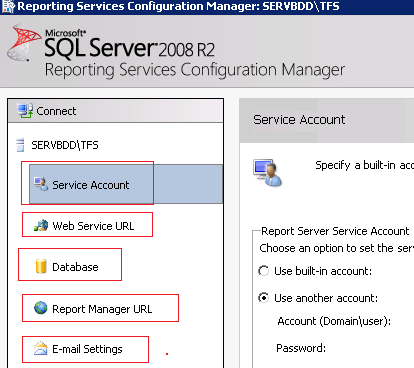 Reporting Services Configuration Manager: SERVBDD\TFS
Microsoft®
SQL Server® 2008 R2
Reporting Services Configuration Manager
Connect
SERVBDD\TFS
Service Account
Web Service URL
Database
Report Manager URL
E-mail Settings
Service Account
Specify a built-in acc
Report Server Service Account
Choose an option to set the serv
Use built-in account:
Use another account:
Account (Domain\user):
Password: